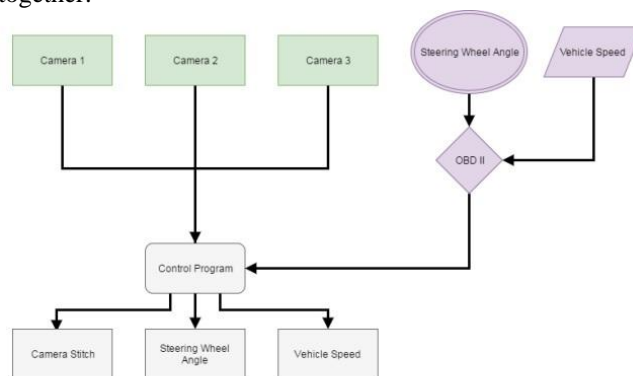 together.
Camera 1
Camera 2
Camera 3
Steering Wheel Angle
Vehicle Speed
OBD II
Control Program
Camera Stitch
Steering Wheel
Angle
Vehicle Speed